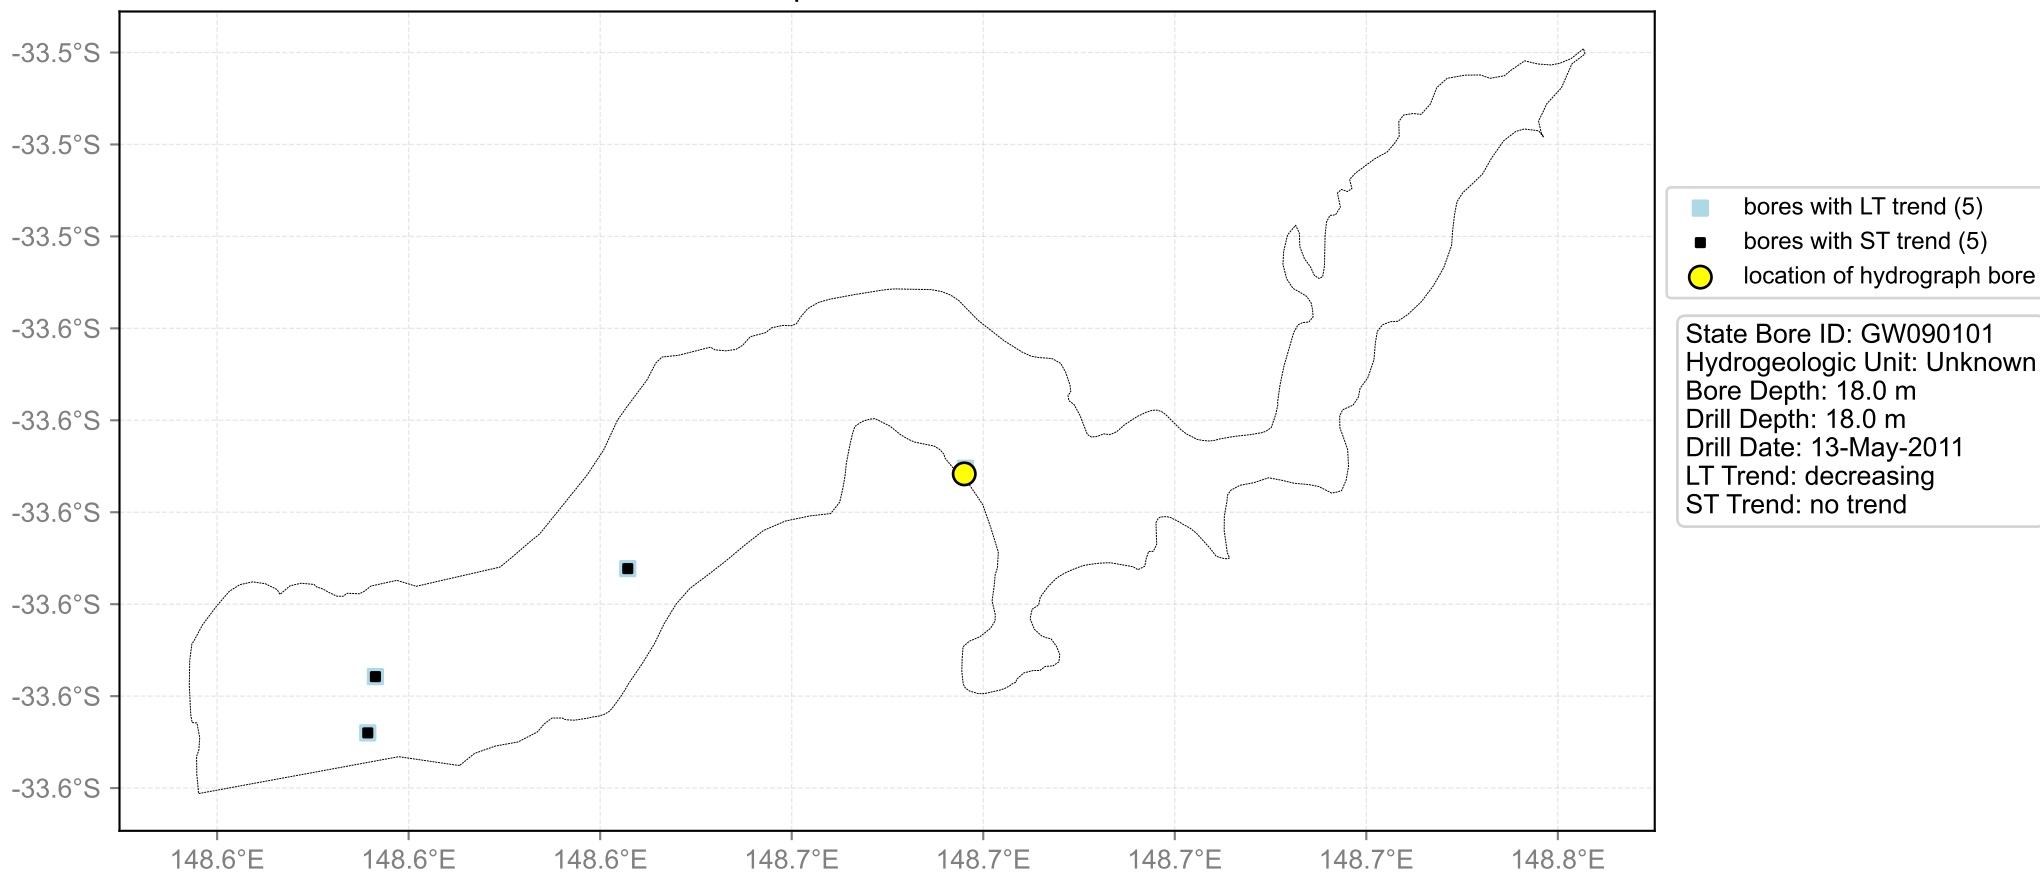 -33.5°S
-33.5°S
-33.5°S
-33.6°S
-33.6°S
-33.6°S
-33.6°S
-33.6°S
-33.6°S
148.6°E 148.6°E 148.6°E 148.7°E 148.7°E 148.7°E 148.7°E 148.8°E
bores with LT trend (5)
bores with ST trend (5)
location of hydrograph bore
State Bore ID: GW090101
Hydrogeologic Unit: Unknown
Bore Depth: 18.0 m
Drill Depth: 18.0 m
Drill Date: 13-May-2011
LT Trend: decreasing
ST Trend: no trend